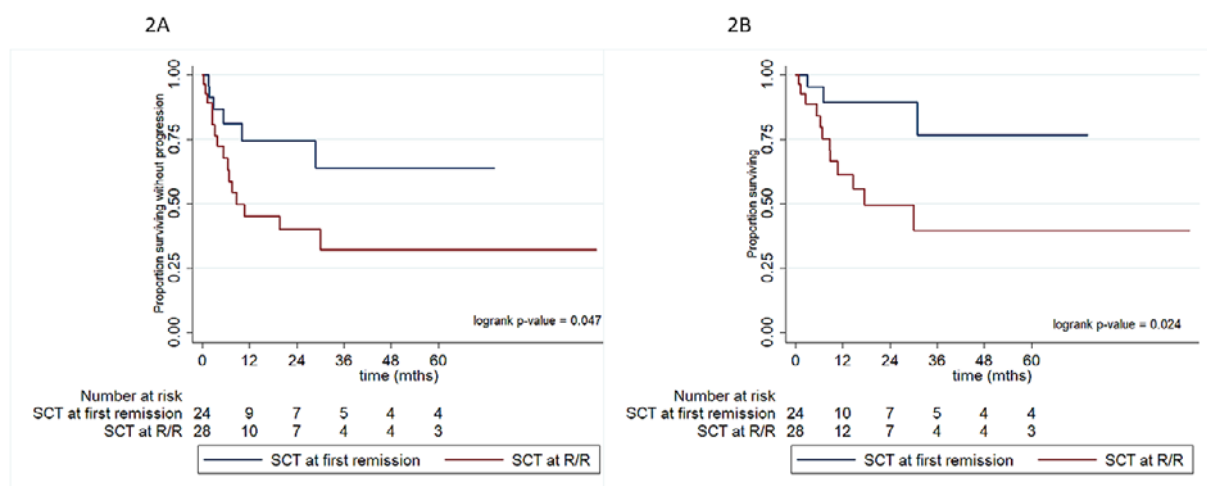 2A
Proportion surviving without progression
1.00
0.75
0.50
0.25
0.00
logrank p-value = 0.047
0 12 24 36 48 60
time (mths)
Number at risk
SCT at first remission 24 9 7 5 4 4
SCT at R/R 28 10 7 4 4 3
SCT at first remission SCT at R/R
2B
Proportion surviving
1.00
0.75
0.50
0.25
0.00
logrank p-value = 0.024
0 12 24 36 48 60
time (mths)
Number at risk
SCT at first remission 24 10 7 5 4 4
SCT at R/R 28 12 7 4 4 3
SCT at first remission SCT at R/R